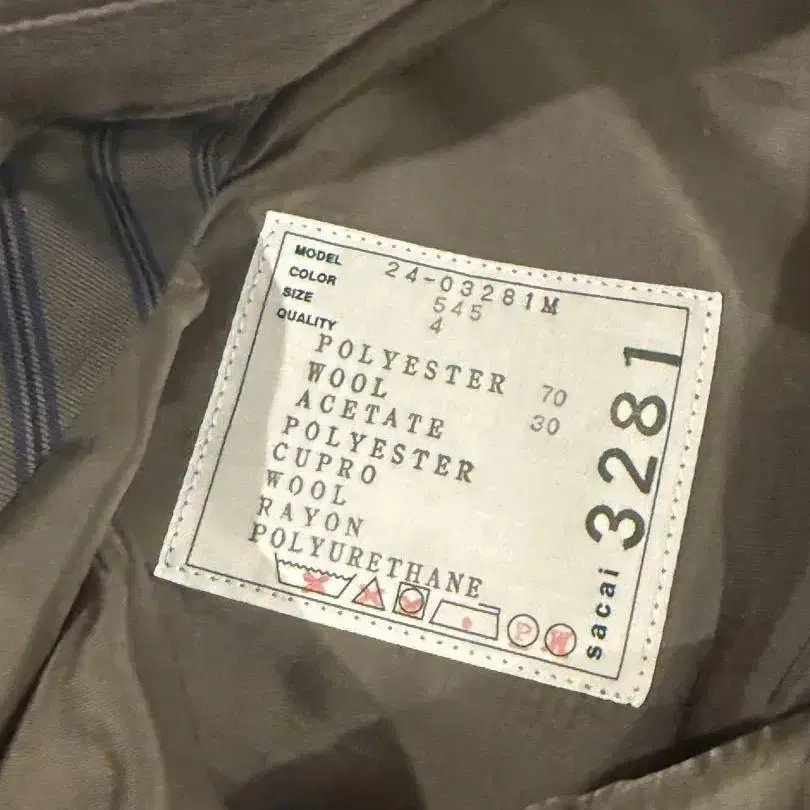 MODEL 24-03281M
COLOR 545
SIZE 4
QUALITY
POLYESTER 70
WOOL 30
ACETATE
POLYESTER
CUPRO
WOOL
RAYON
POLYURETHANE
P W
sacai 3281